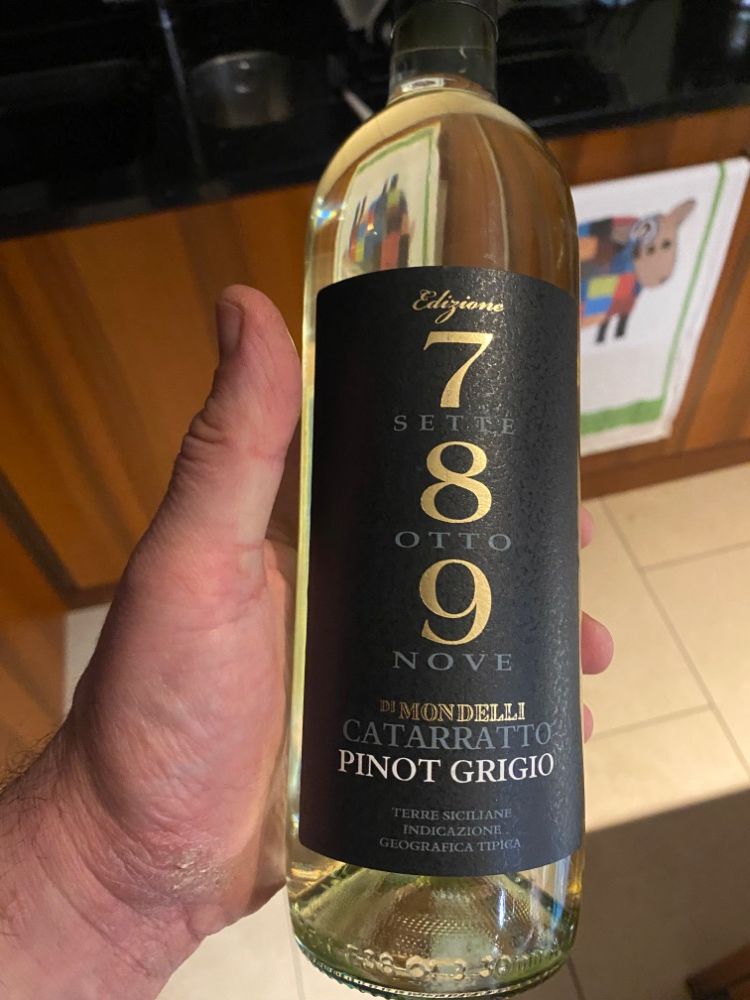 Edizione
7
SETTE
8
OTTO
9
NOVE
DI MONDELLI
CATARRATTO
PINOT GRIGIO
TERRE SICILIANE
INDICAZIONE
GEOGRAFICA TIPICA